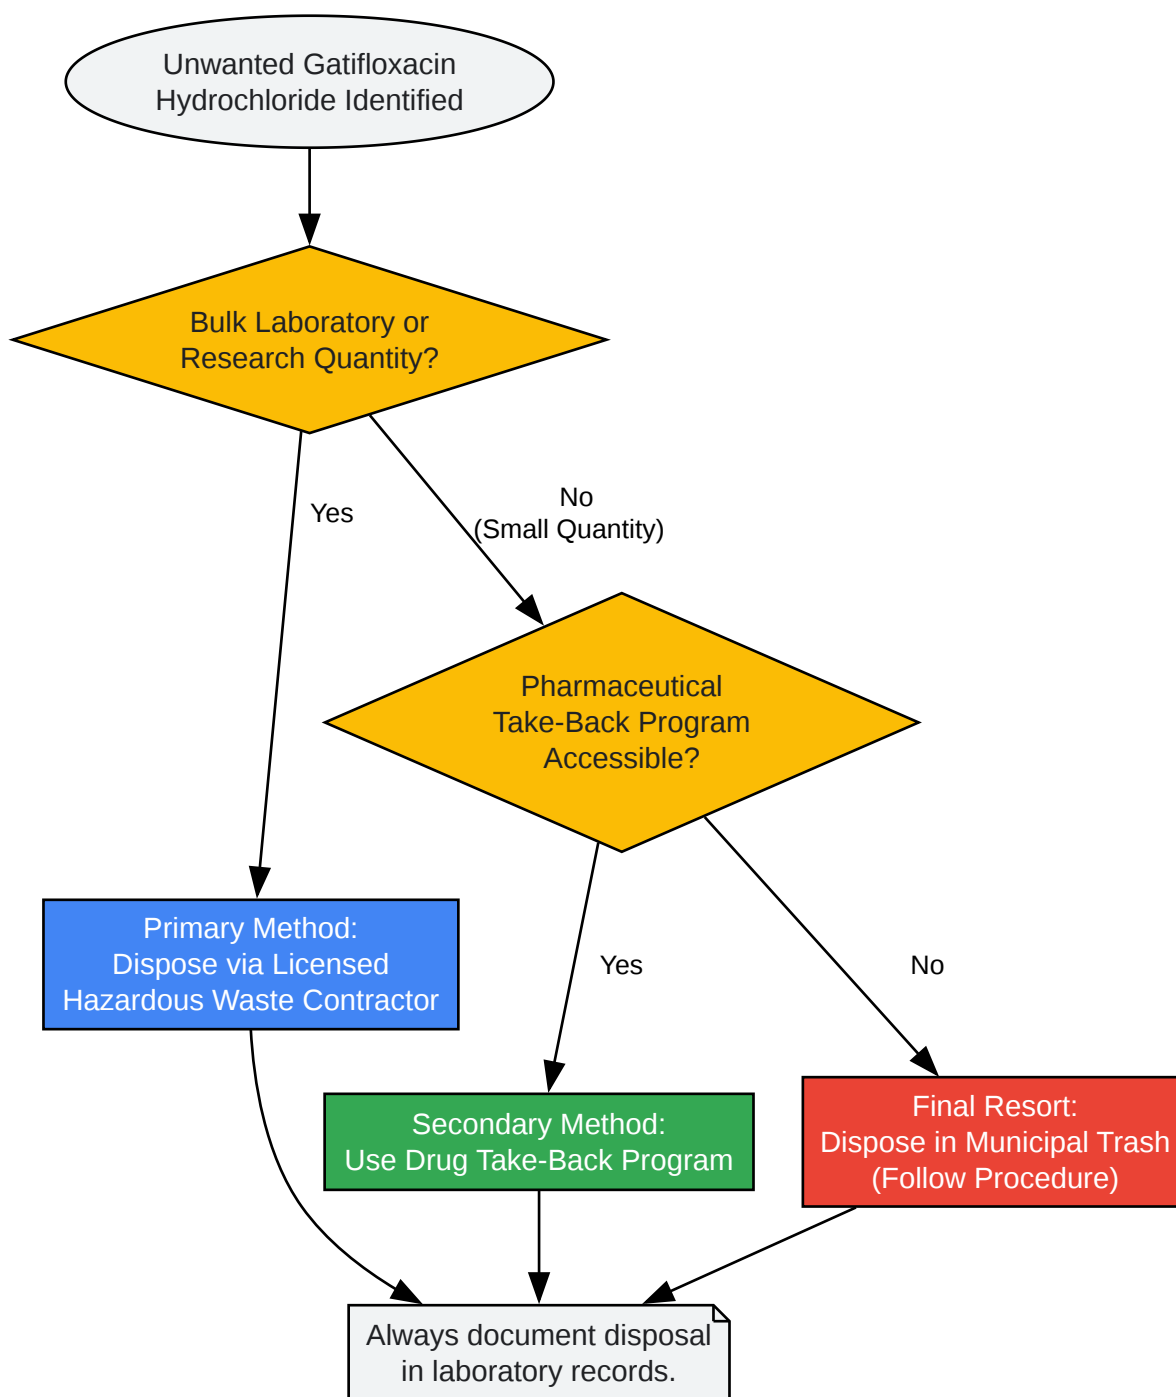 Unwanted Gatifloxacin
Hydrochloride Identified
Bulk Laboratory or
Research Quantity?
Yes
No
(Small Quantity)
Pharmaceutical
Take-Back Program
Accessible?
Primary Method:
Dispose via Licensed
Hazardous Waste Contractor
Yes
No
Secondary Method:
Use Drug Take-Back Program
Final Resort:
Dispose in Municipal Trash
(Follow Procedure)
Always document disposal
in laboratory records.